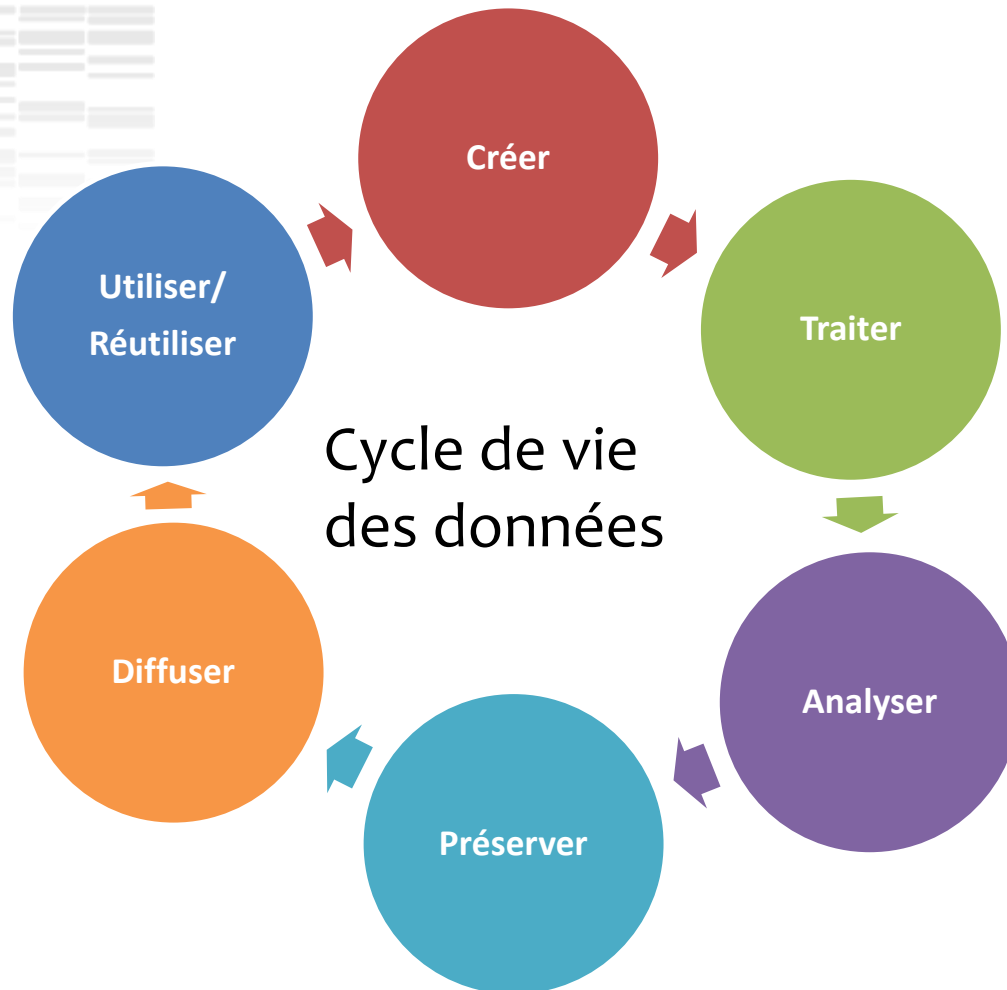 Créer
Traiter
Analyser
Préserver
Diffuser
Utiliser/
Réutiliser
Cycle de vie
des données